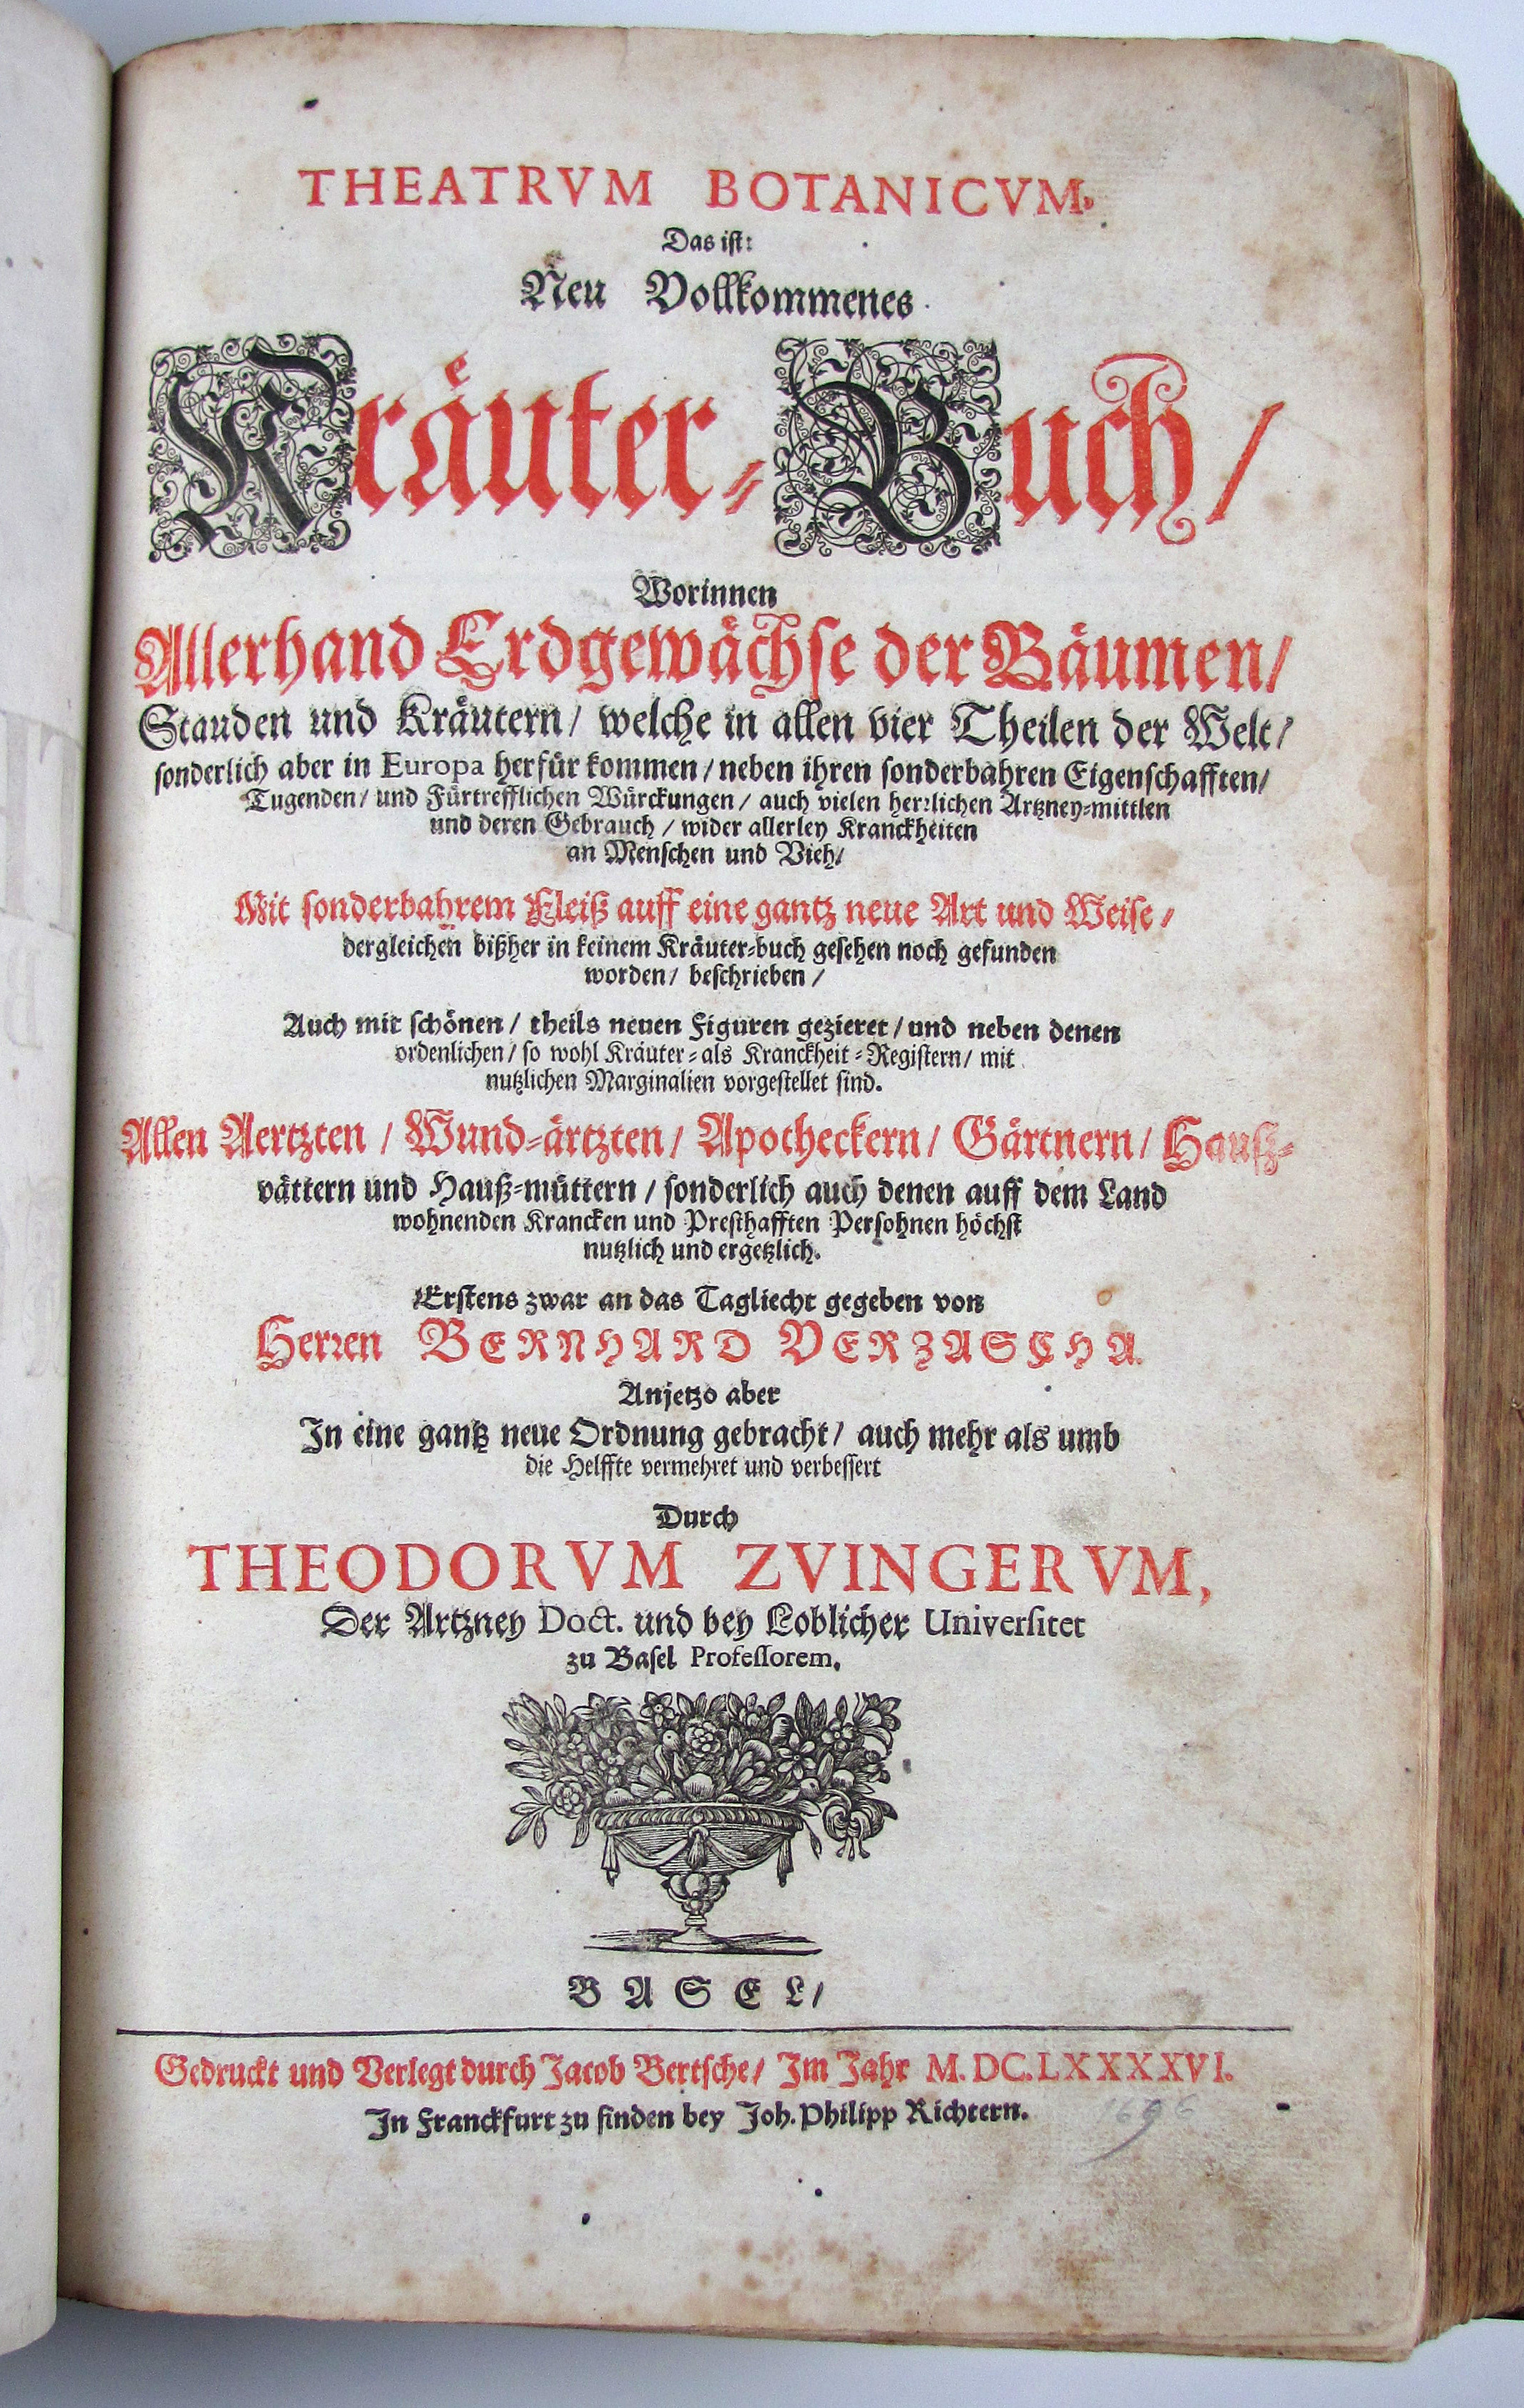 THEATRVM BOTANICVM,
Das ist:
Neu Vollkommenes
Kräuter-Buch/
Worinnen
Allerhand Erdgewächse der Bäumen/
Stauden und Kräutern/ welche in allen vier Theilen der Welt/
sonderlich aber in Europa herfür kommen/ neben ihren sonderbahren Eigenschafften/
Tugenden/ und Fürtrefflichen Würckungen/ auch vielen herrlichen Artzney-mittlen
und deren Gebrauch/ wider allerley Kranckheiten
an Menschen und Vieh/
Mit sonderbahrem Fleiß auff eine gantz neue Art und Weise/
dergleichen bißher in keinem Kräuter-buch gesehen noch gefunden
worden/ beschrieben/
Auch mit schönen/ theils neuen Figuren gezieret/ und neben denen
ordenlichen/ so wohl Kräuter- als Kranckheit-Registern/ mit
nutzlichen Marginalien vorgestellet sind.
Allen Aertzten/ Wund-ärtzten/ Apotheckern/ Gärtnern/ Hauß-
vättern und Hauß-müttern/ sonderlich auch denen auff dem Land
wohnenden Krancken und Presthafften Persohnen höchst
nutzlich und ergetzlich.
Erstens zwar an das Tagliecht gegeben von
Herren BERNHARD VERZASCHA.
Anjetzo aber
In eine gantz neue Ordnung gebracht/ auch mehr als umb
die Helffte vermehret und verbessert
Durch
THEODORVM ZVINGERVM,
Der Artzney Doct. und bey Loblicher Universitet
zu Basel Professorem.
BASEL/
Gedruckt und Verlegt durch Jacob Bertsche/ Im Jahr M.DC.LXXXXVI.
In Franckfurt zu finden bey Joh. Philipp Richtern.
1696